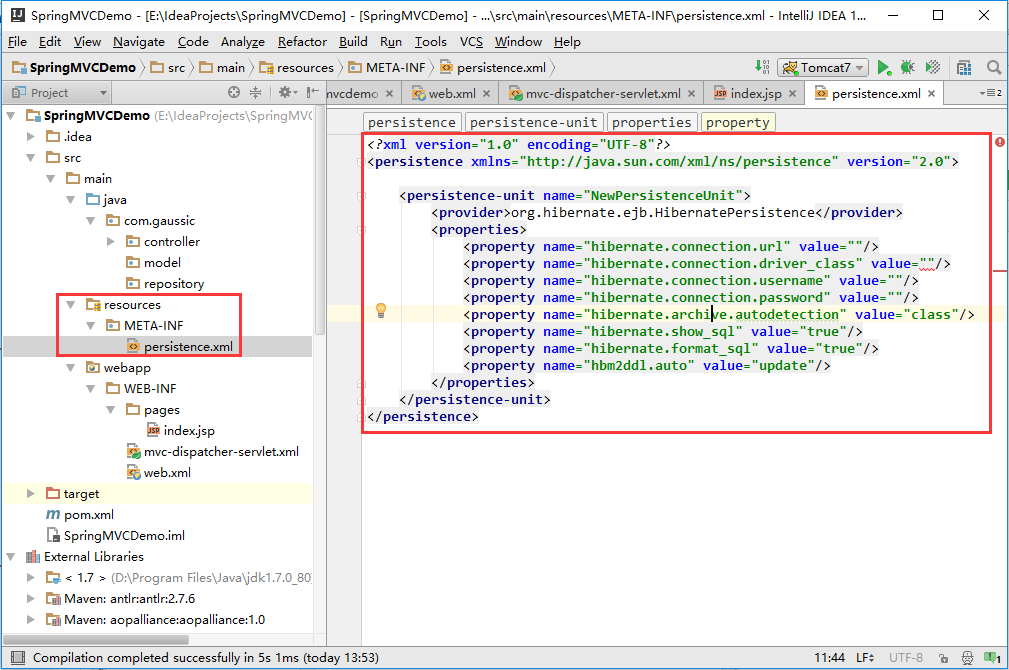 SpringMVCDemo - [E:\IdeaProjects\SpringMVCDemo] - [SpringMVCDemo] - ...\src\main\resources\META-INF\persistence.xml - IntelliJ IDEA 1...
File Edit View Navigate Code Analyze Refactor Build Run Tools VCS Window Help
SpringMVCDemo src main resources META-INF persistence.xml Tomcat7
Project mvcdemo web.xml mvc-dispatcher-servlet.xml index.jsp persistence.xml 2
persistence persistence-unit properties property
SpringMVCDemo (E:\IdeaProjects\SpringMVC
.idea
src
main
java
com.gaussic
controller
model
repository
resources
META-INF
persistence.xml
webapp
WEB-INF
pages
index.jsp
mvc-dispatcher-servlet.xml
web.xml
target
pom.xml
SpringMVCDemo.iml
External Libraries
< 1.7 > (D:\Program Files\Java\jdk1.7.0_80)
Maven: antlr:antlr:2.7.6
Maven: aopalliance:aopalliance:1.0
<?xml version="1.0" encoding="UTF-8"?>
<persistence xmlns="http://java.sun.com/xml/ns/persistence" version="2.0">
<persistence-unit name="NewPersistenceUnit">
<provider>org.hibernate.ejb.HibernatePersistence</provider>
<properties>
<property name="hibernate.connection.url" value=""/>
<property name="hibernate.connection.driver_class" value=""/>
<property name="hibernate.connection.username" value=""/>
<property name="hibernate.connection.password" value=""/>
<property name="hibernate.archive.autodetection" value="class"/>
<property name="hibernate.show_sql" value="true"/>
<property name="hibernate.format_sql" value="true"/>
<property name="hbm2ddl.auto" value="update"/>
</properties>
</persistence-unit>
</persistence>
Compilation completed successfully in 5s 1ms (today 13:53) 11:44 LF UTF-8 1